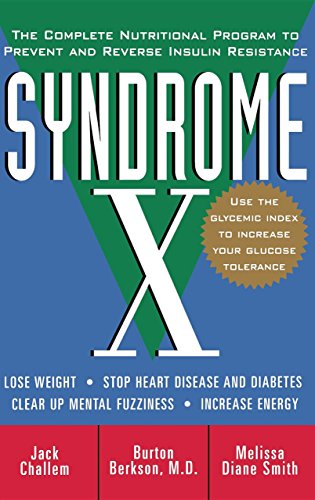 THE COMPLETE NUTRITIONAL PROGRAM TO
PREVENT AND REVERSE INSULIN RESISTANCE
SYNDROME
X
USE THE
GLYCEMIC INDEX
TO INCREASE
YOUR GLUCOSE
TOLERANCE
LOSE WEIGHT • STOP HEART DISEASE AND DIABETES
CLEAR UP MENTAL FUZZINESS • INCREASE ENERGY
Jack
Challem
Burton
Berkson, M.D.
Melissa
Diane Smith